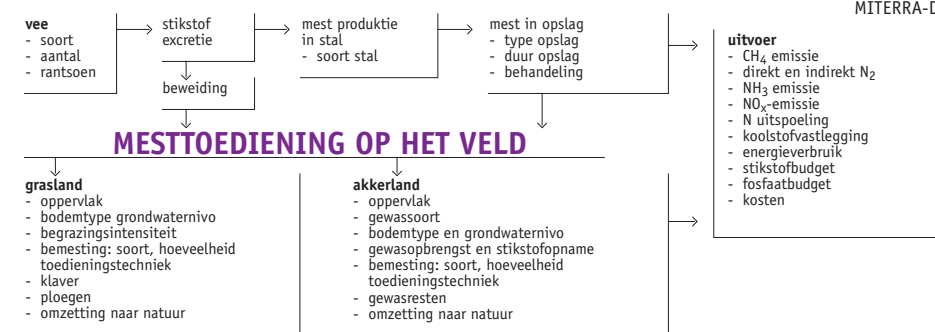 MITERRA-D
vee
- soort
- aantal
- rantsoen
stikstof
excretie
beweiding
mest produktie
in stal
- soort stal
mest in opslag
- type opslag
- duur opslag
- behandeling
uitvoer
- CH4 emissie
- direkt en indirekt N2
- NH3 emissie
- NOx-emissie
- N uitspoeling
- koolstofvastlegging
- energieverbruik
- stikstofbudget
- fosfaatbudget
- kosten
MESTTOEDIENING OP HET VELD
grasland
- oppervlak
- bodemtype grondwaternivo
- begrazingsintensiteit
- bemesting: soort, hoeveelheid
toedieningstechniek
- klaver
- ploegen
- omzetting naar natuur
akkerland
- oppervlak
- gewassoort
- bodemtype en grondwaternivo
- gewasopbrengst en stikstofopname
- bemesting: soort, hoeveelheid
toedieningstechniek
- gewasresten
- omzetting naar natuur